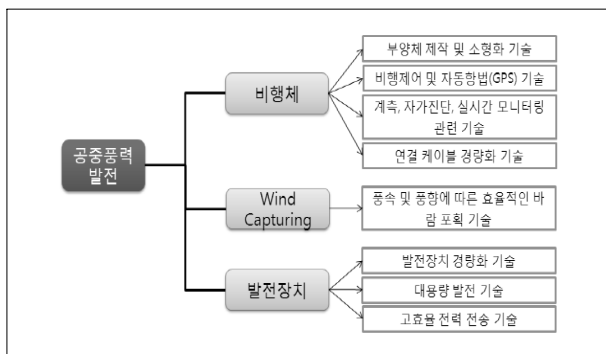 공중풍력
발전
비행체
부양체 제작 및 소형화 기술
비행제어 및 자동항법(GPS) 기술
계측, 자가진단, 실시간 모니터링
관련 기술
연결 케이블 경량화 기술
Wind
Capturing
풍속 및 풍향에 따른 효율적인 바
람 포획 기술
발전장치
발전장치 경량화 기술
대용량 발전 기술
고효율 전력 전송 기술